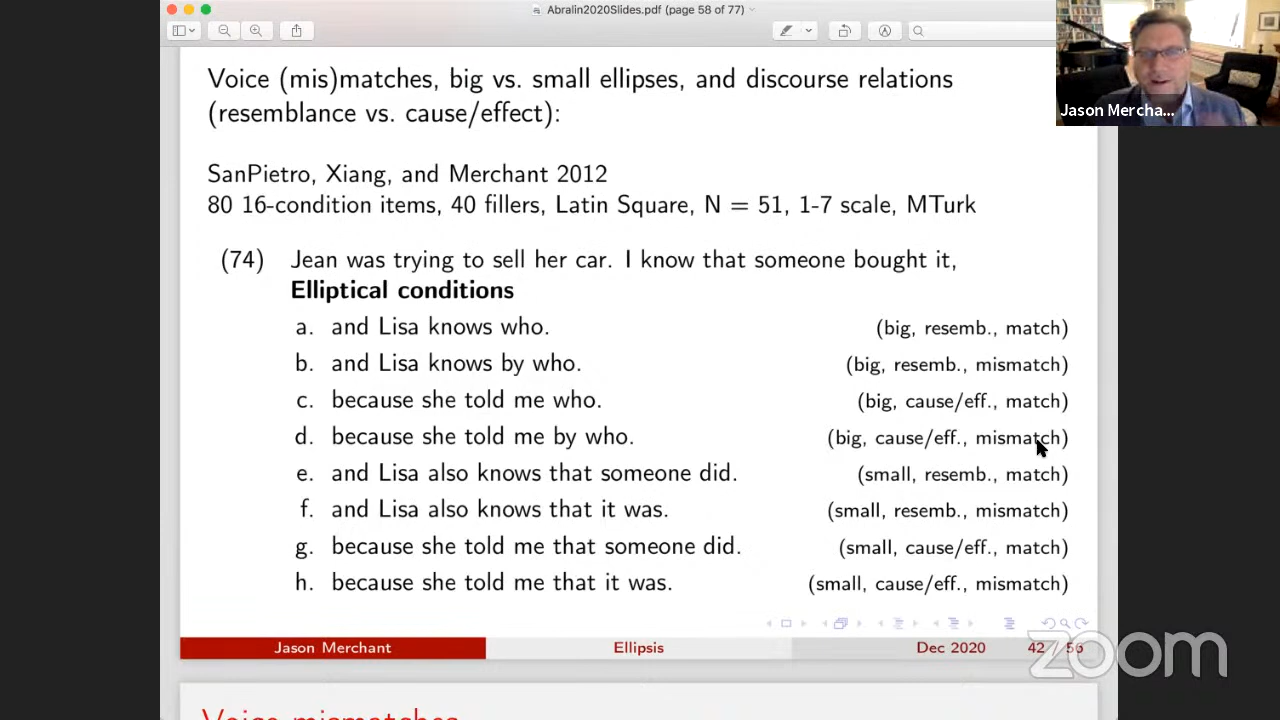 Abralin2020Slides.pdf (page 58 of 77)
Voice (mis)matches, big vs. small ellipses, and discourse relations
(resemblance vs. cause/effect):
Jason Mercha...
SanPietro, Xiang, and Merchant 2012
80 16-condition items, 40 fillers, Latin Square, N = 51, 1-7 scale, MTurk
(74) Jean was trying to sell her car. I know that someone bought it,
Elliptical conditions
a. and Lisa knows who. (big, resemb., match)
b. and Lisa knows by who. (big, resemb., mismatch)
c. because she told me who. (big, cause/eff., match)
d. because she told me by who. (big, cause/eff., mismatch)
e. and Lisa also knows that someone did. (small, resemb., match)
f. and Lisa also knows that it was. (small, resemb., mismatch)
g. because she told me that someone did. (small, cause/eff., match)
h. because she told me that it was. (small, cause/eff., mismatch)
Jason Merchant Ellipsis Dec 2020 42 / 56
zoom
Voice mismatches